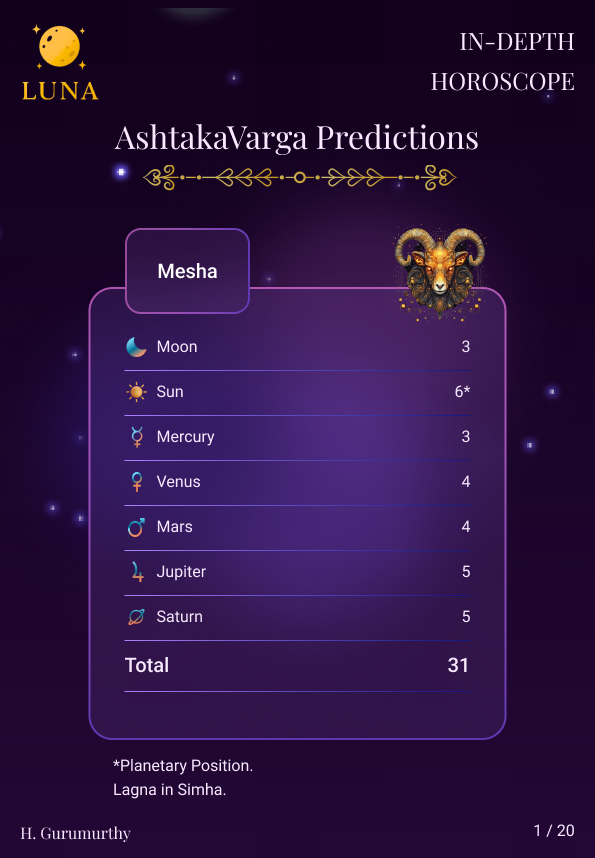 LUNA
IN-DEPTH
HOROSCOPE
AshtakaVarga Predictions
Mesha
Moon 3
Sun 6*
Mercury 3
Venus 4
Mars 4
Jupiter 5
Saturn 5
Total 31
*Planetary Position.
Lagna in Simha.
H. Gurumurthy
1 / 20